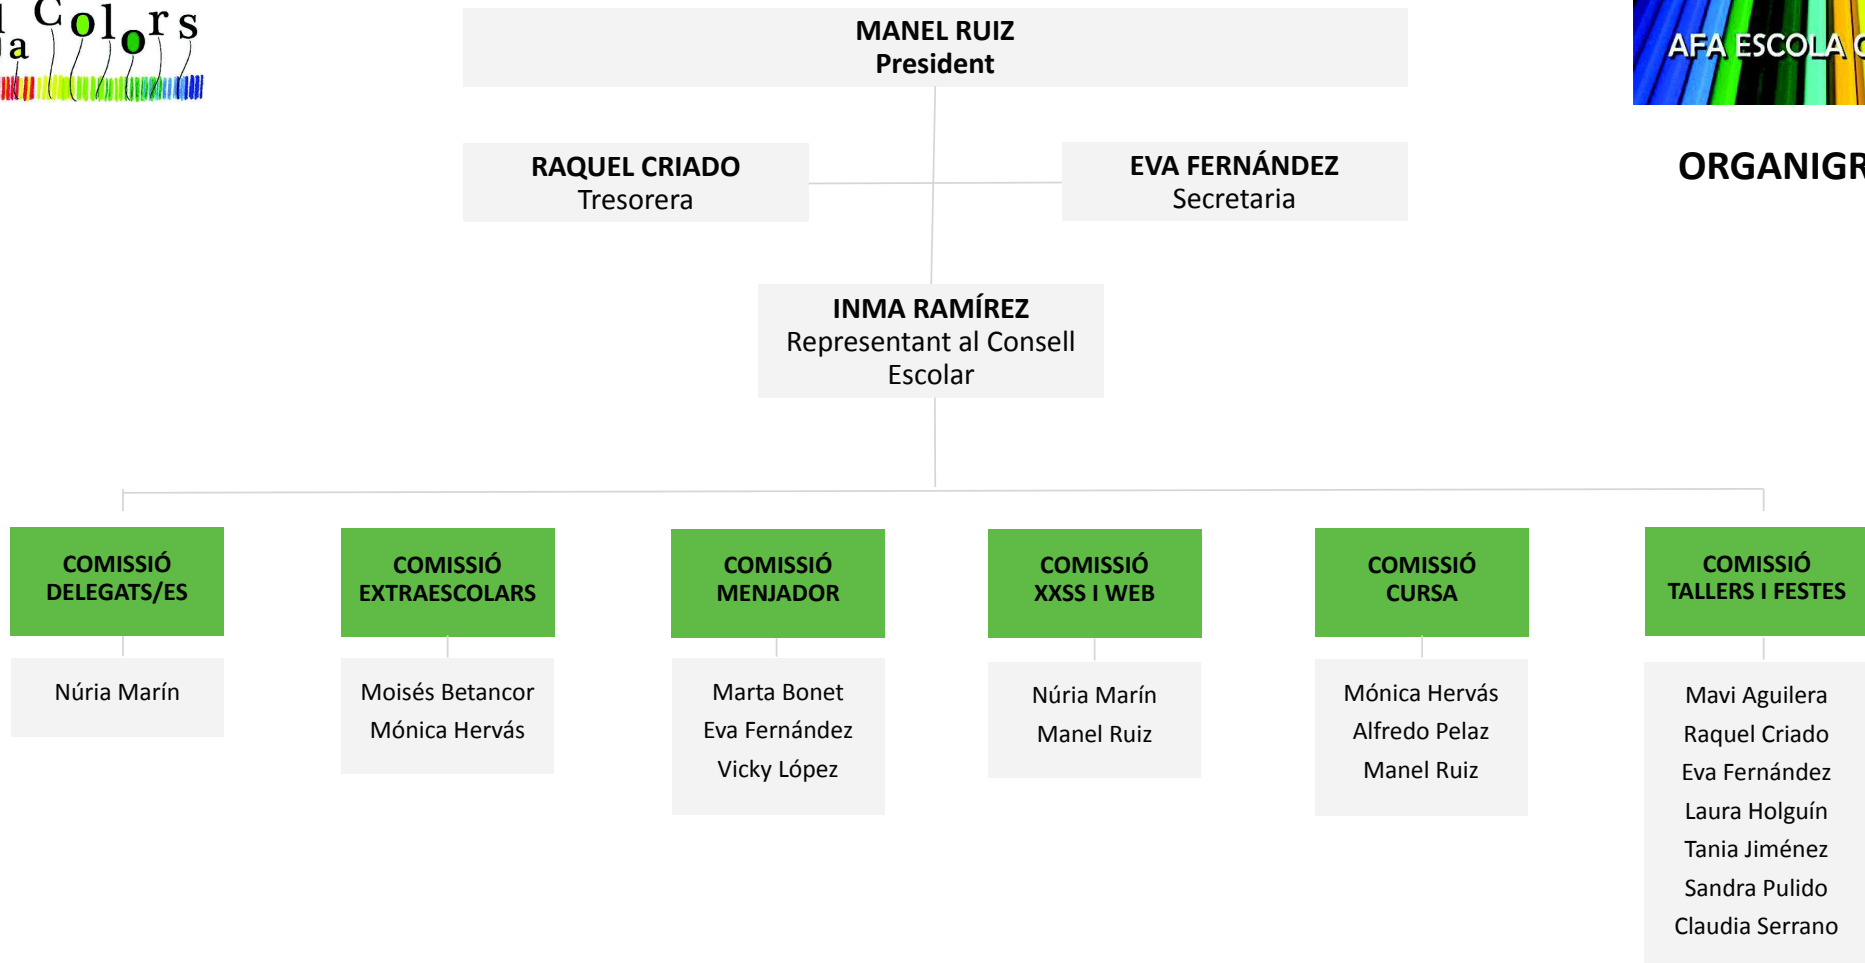 Colors
MANEL RUIZ
President
AFA ESCOLA
RAQUEL CRIADO
Tresorera
EVA FERNÁNDEZ
Secretaria
INMA RAMÍREZ
Representant al Consell
Escolar
COMISSIÓ
DELEGATS/ES
Núria Marín
COMISSIÓ
EXTRAESCOLARS
Moisés Betancor
Mónica Hervás
COMISSIÓ
MENJADOR
Marta Bonet
Eva Fernández
Vicky López
COMISSIÓ
XXSS I WEB
Núria Marín
Manel Ruiz
COMISSIÓ
CURSA
Mónica Hervás
Alfredo Pelaz
Manel Ruiz
COMISSIÓ
TALLERS I FESTES
Mavi Aguilera
Raquel Criado
Eva Fernández
Laura Holguín
Tania Jiménez
Sandra Pulido
Claudia Serrano